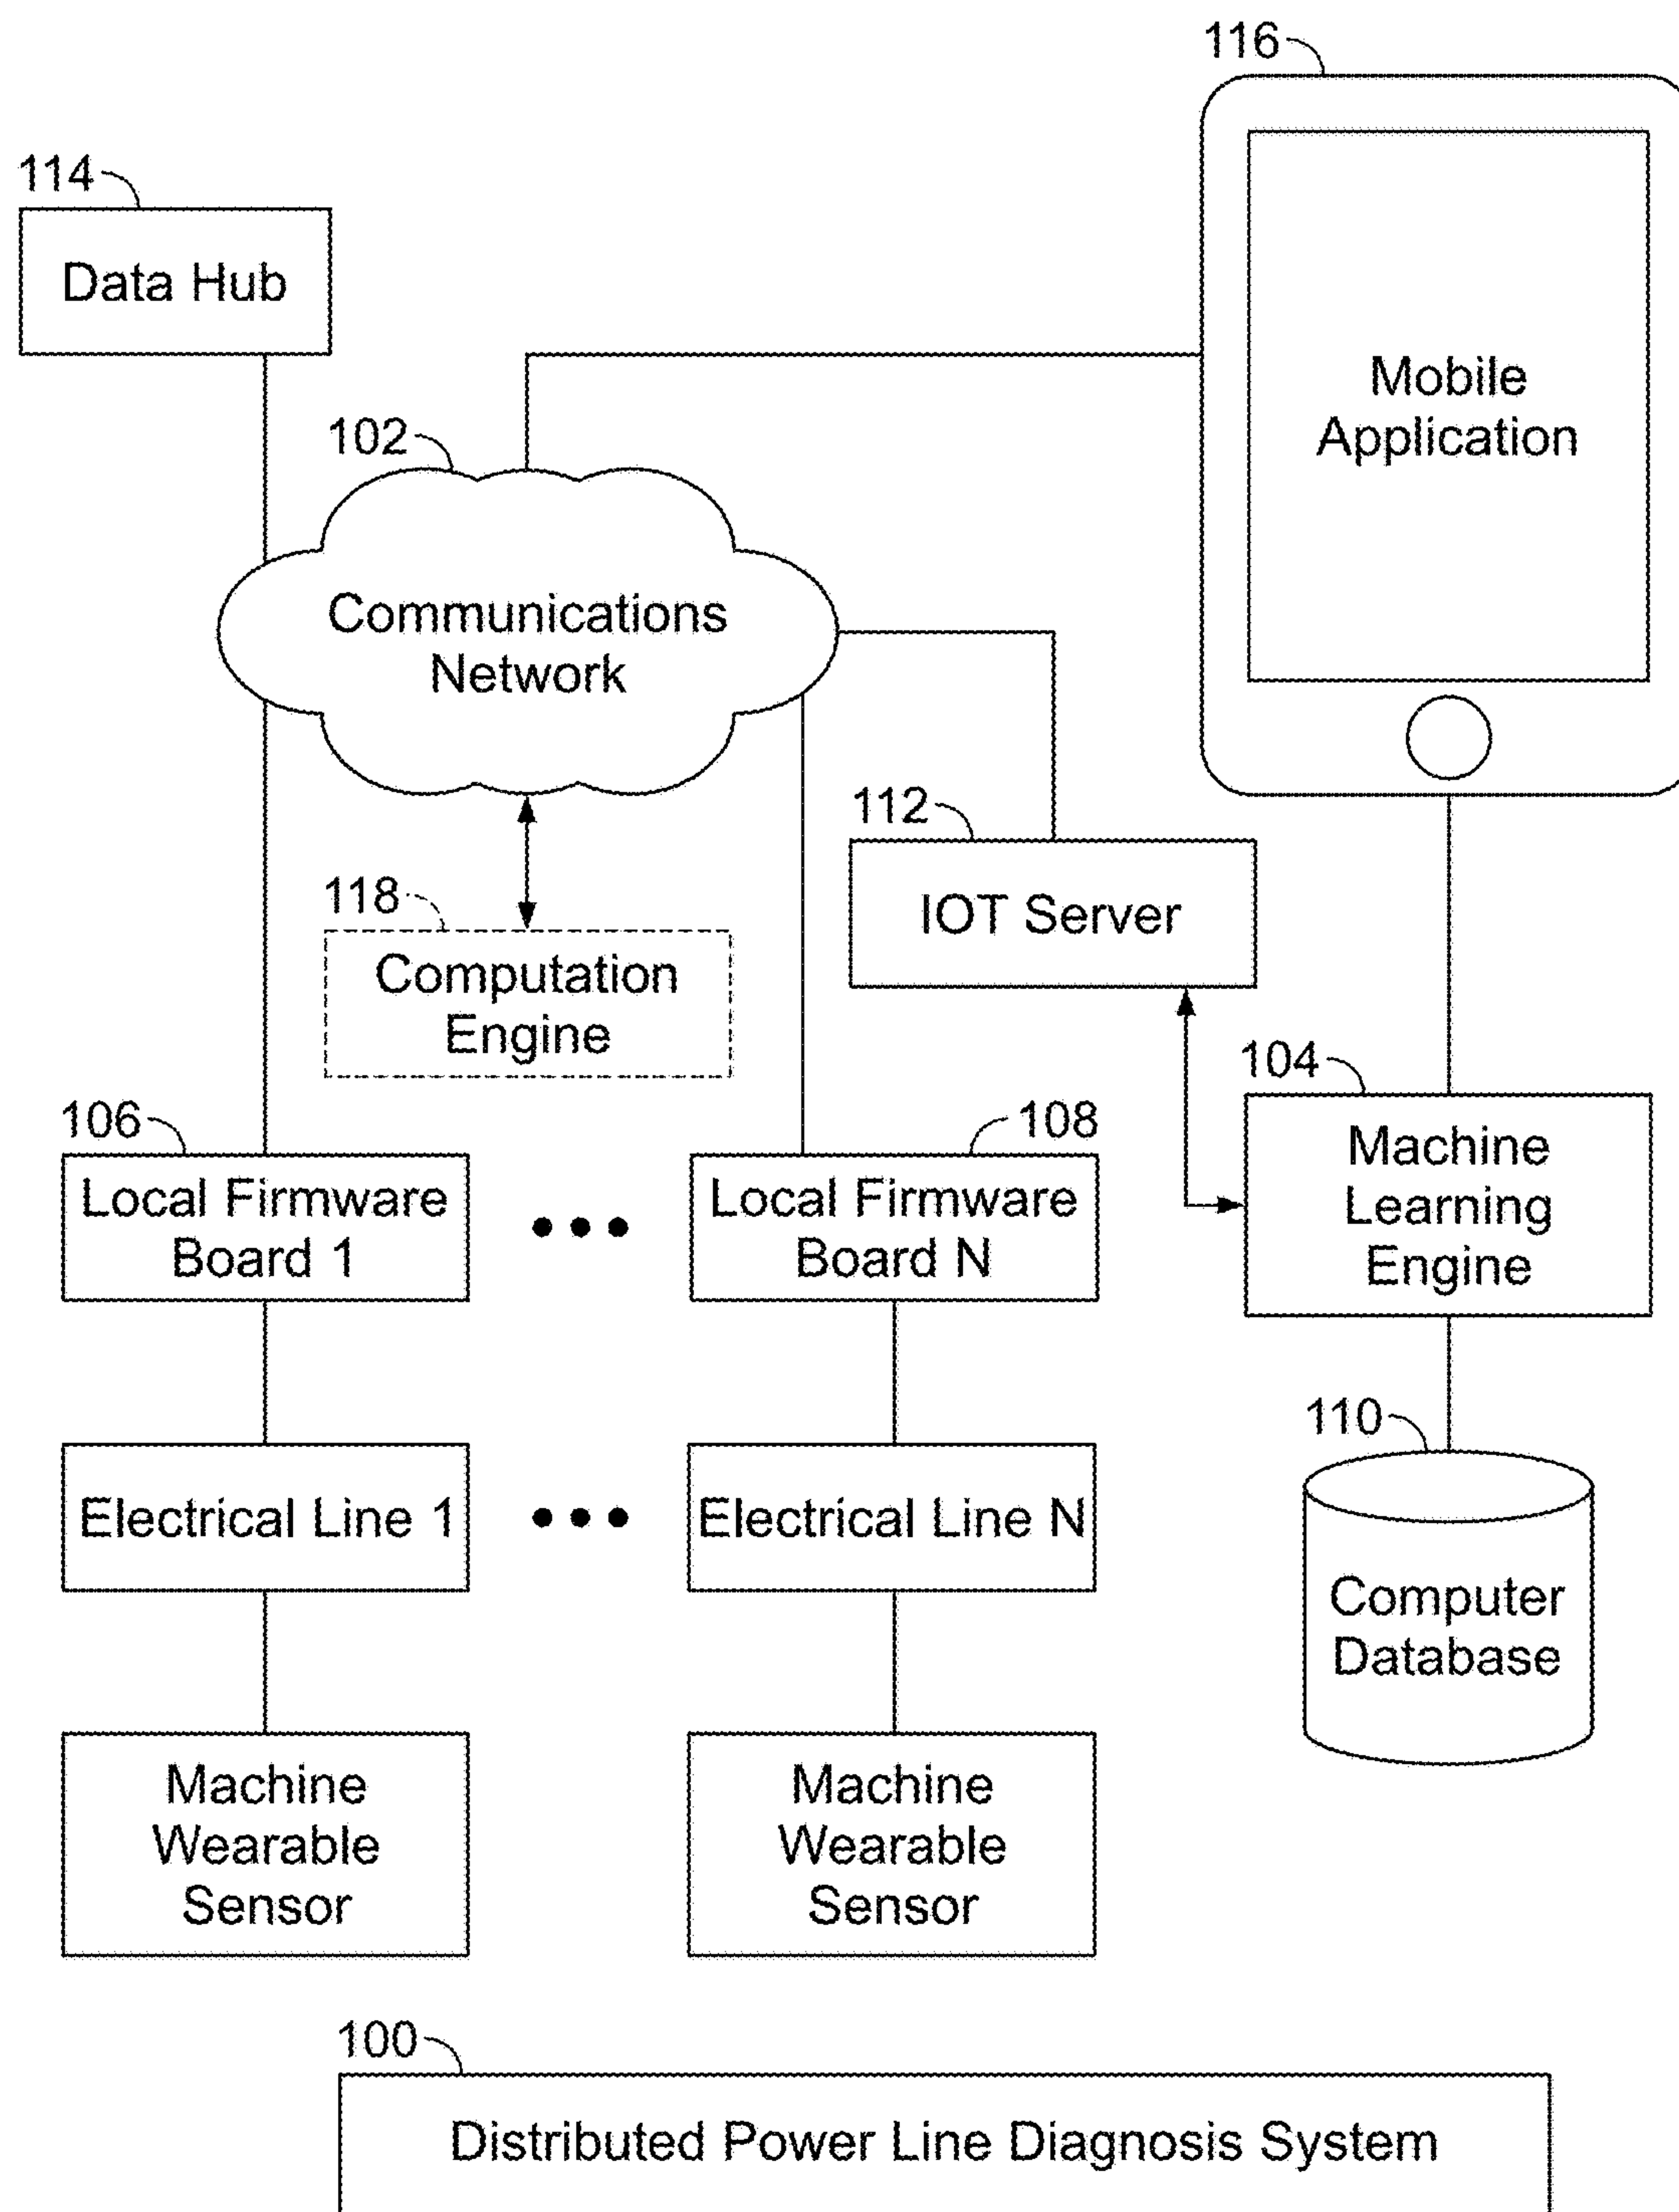 116
114
Data Hub
Mobile
Application
102
Communications
Network
112
IOT Server
118
Computation
Engine
104
Machine
Learning
Engine
106
Local Firmware
Board 1
108
Local Firmware
Board N
110
Computer
Database
Electrical Line 1
Electrical Line N
Machine
Wearable
Sensor
Machine
Wearable
Sensor
100
Distributed Power Line Diagnosis System